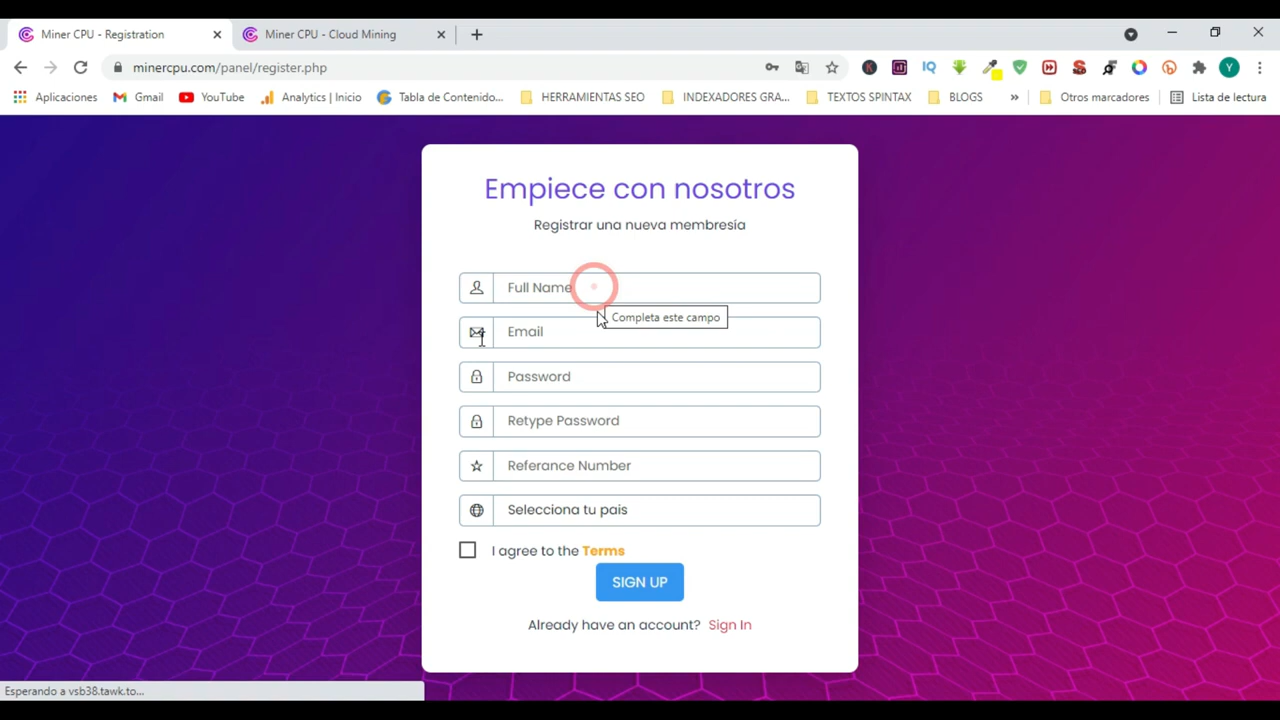 Miner CPU - Registration
Miner CPU - Cloud Mining
minercpu.com/panel/register.php
IQ
Y
Aplicaciones
Gmail
YouTube
Analytics | Inicio
Tabla de Contenido...
HERRAMIENTAS SEO
INDEXADORES GRA...
TEXTOS SPINTAX
BLOGS
»
Otros marcadores
Lista de lectura
Empiece con nosotros
Registrar una nueva membresía
Full Name
Completa este campo
Email
Password
Retype Password
Referance Number
Selecciona tu pais
I agree to the Terms
SIGN UP
Already have an account? Sign In
Esperando a vsb38.tawk.to...